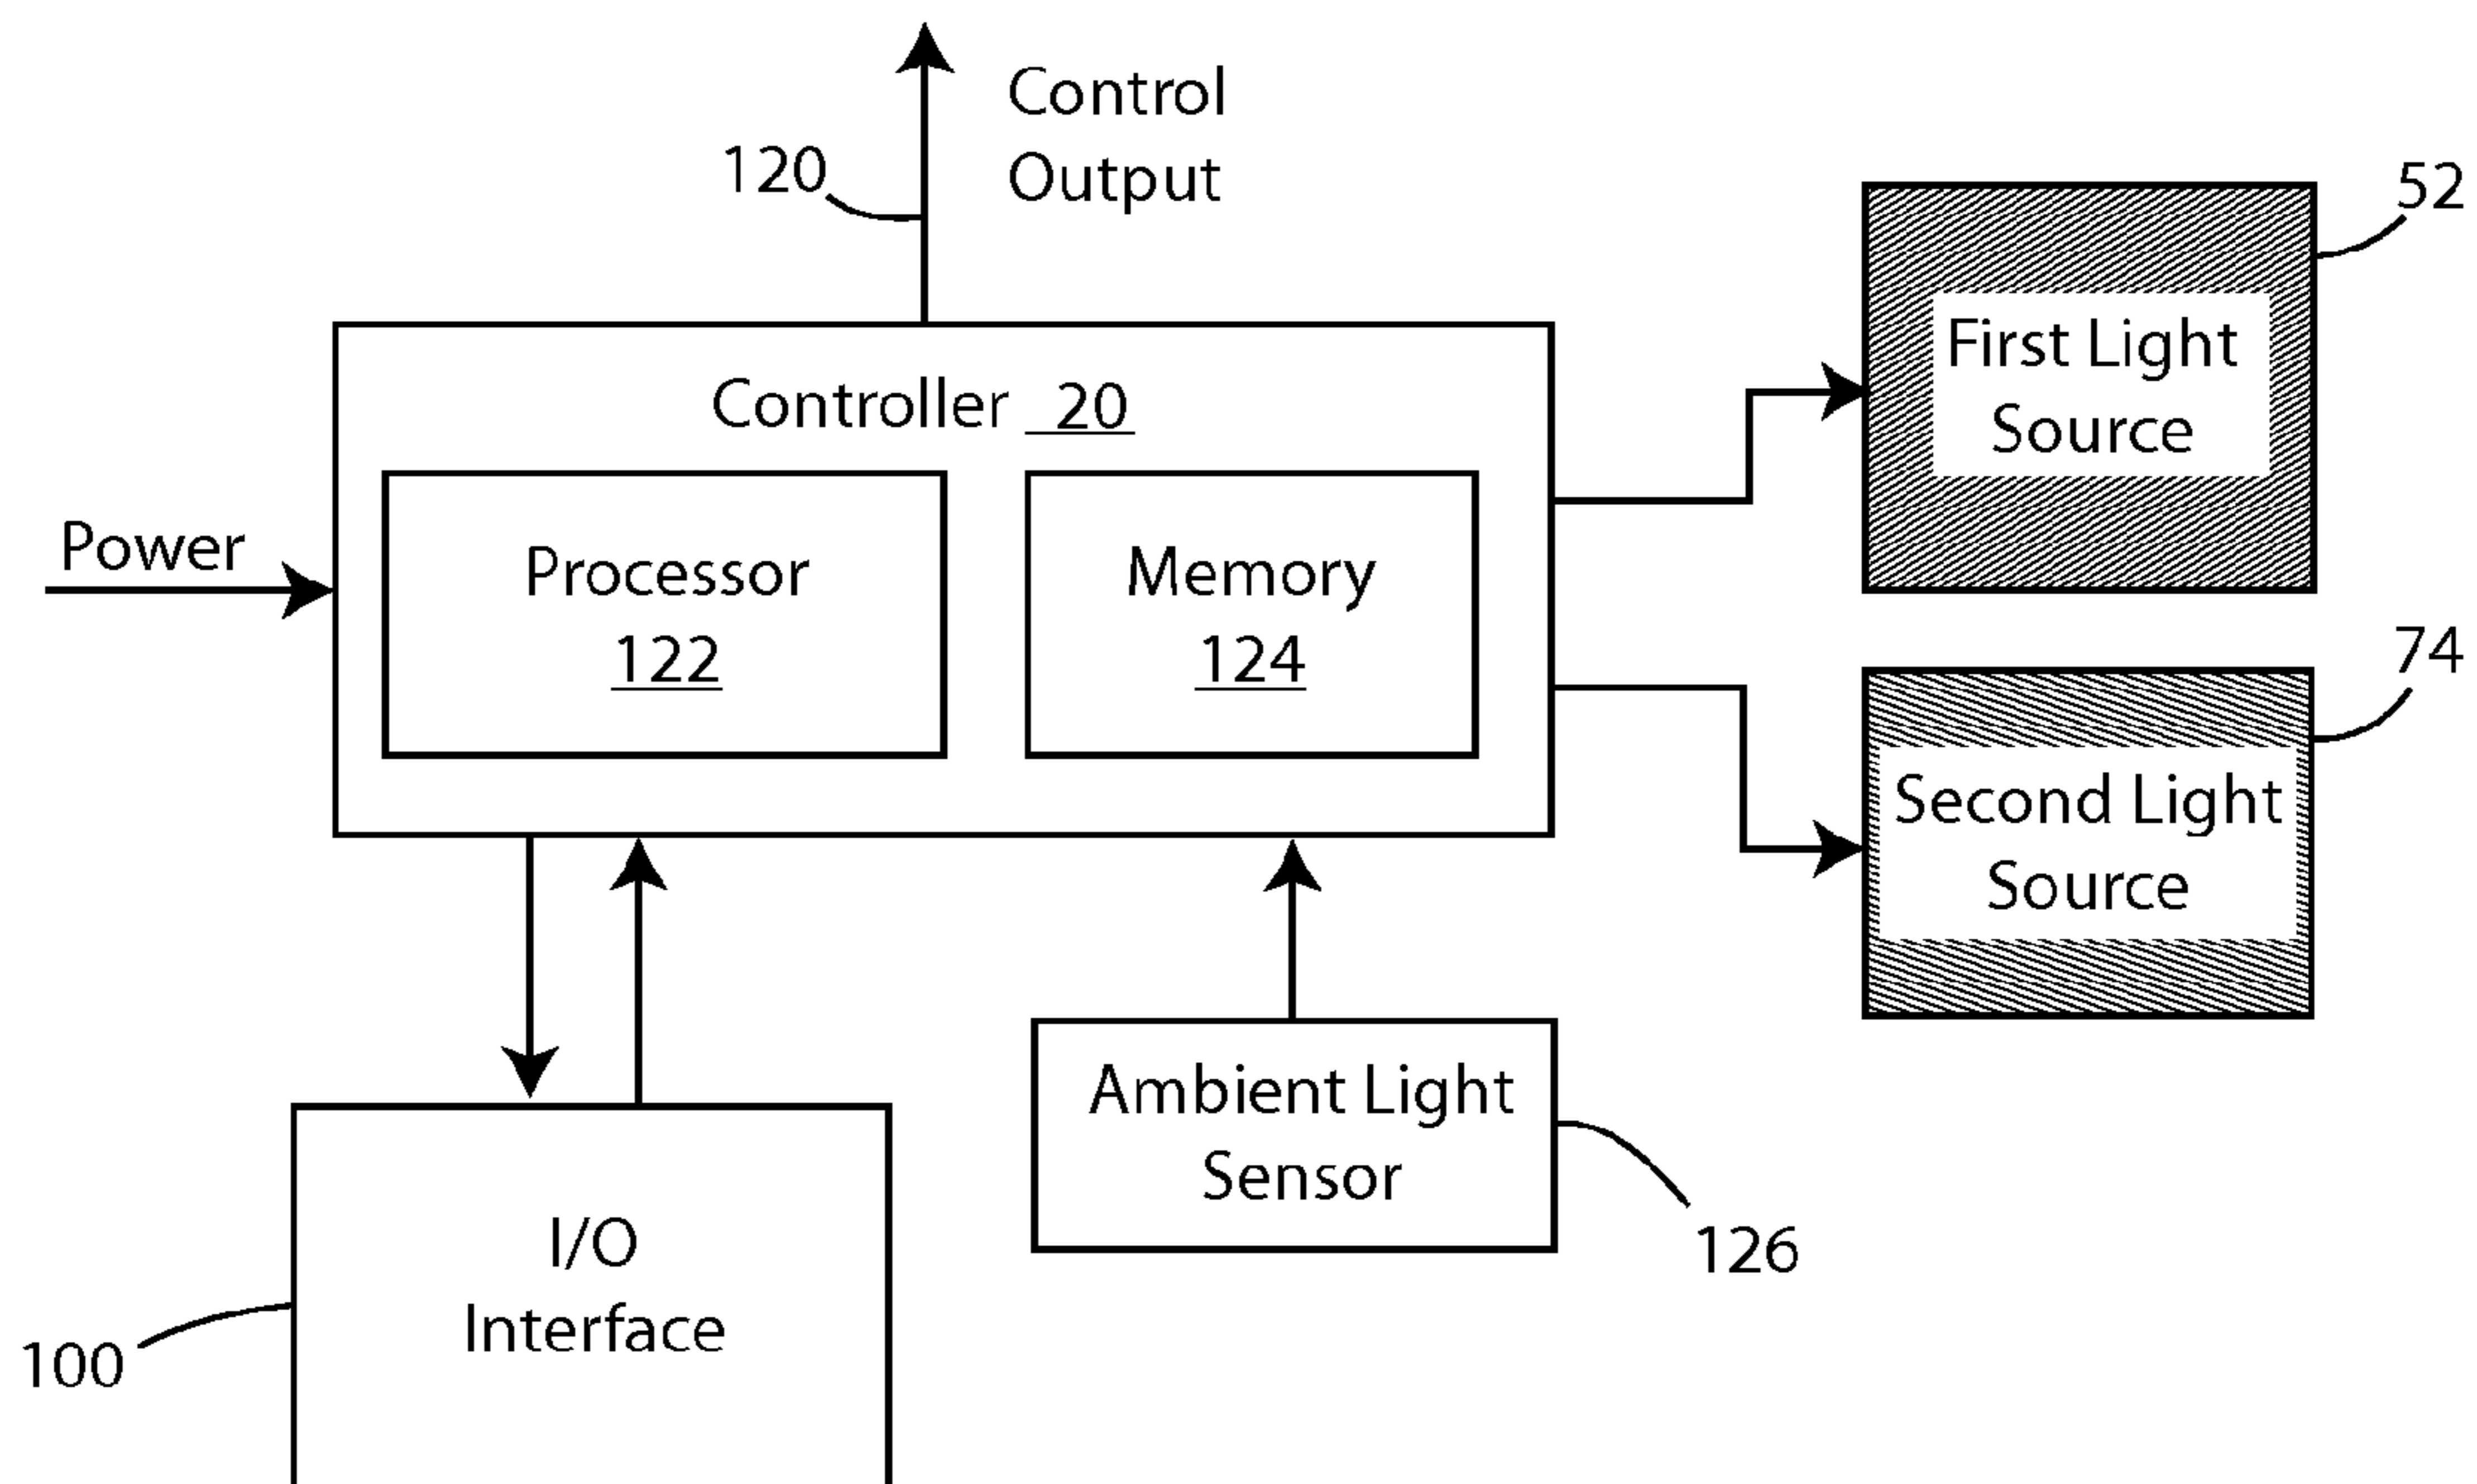 Control
Output
120
52
First Light
Source
Controller 20
Power
Processor
122
Memory
124
74
Second Light
Source
Ambient Light
Sensor
126
I/O
Interface
100